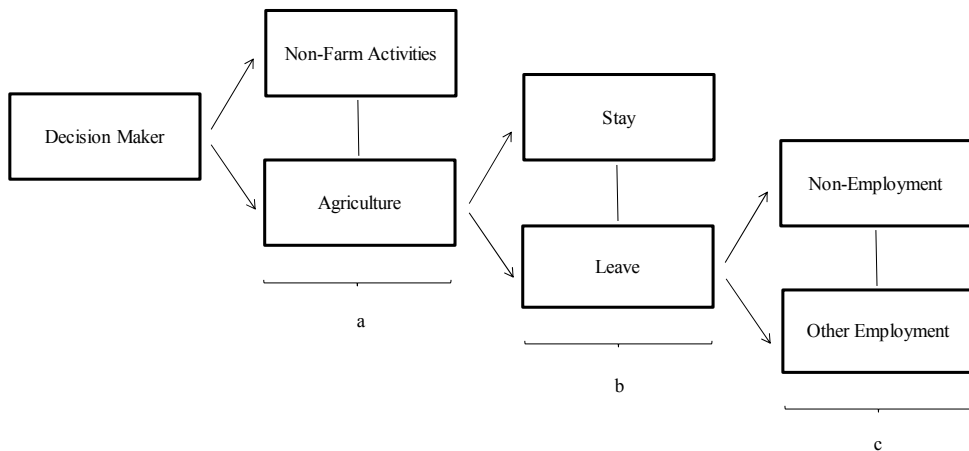 Decision Maker
Non-Farm Activities
Agriculture
a
Stay
Leave
b
Non-Employment
Other Employment
c